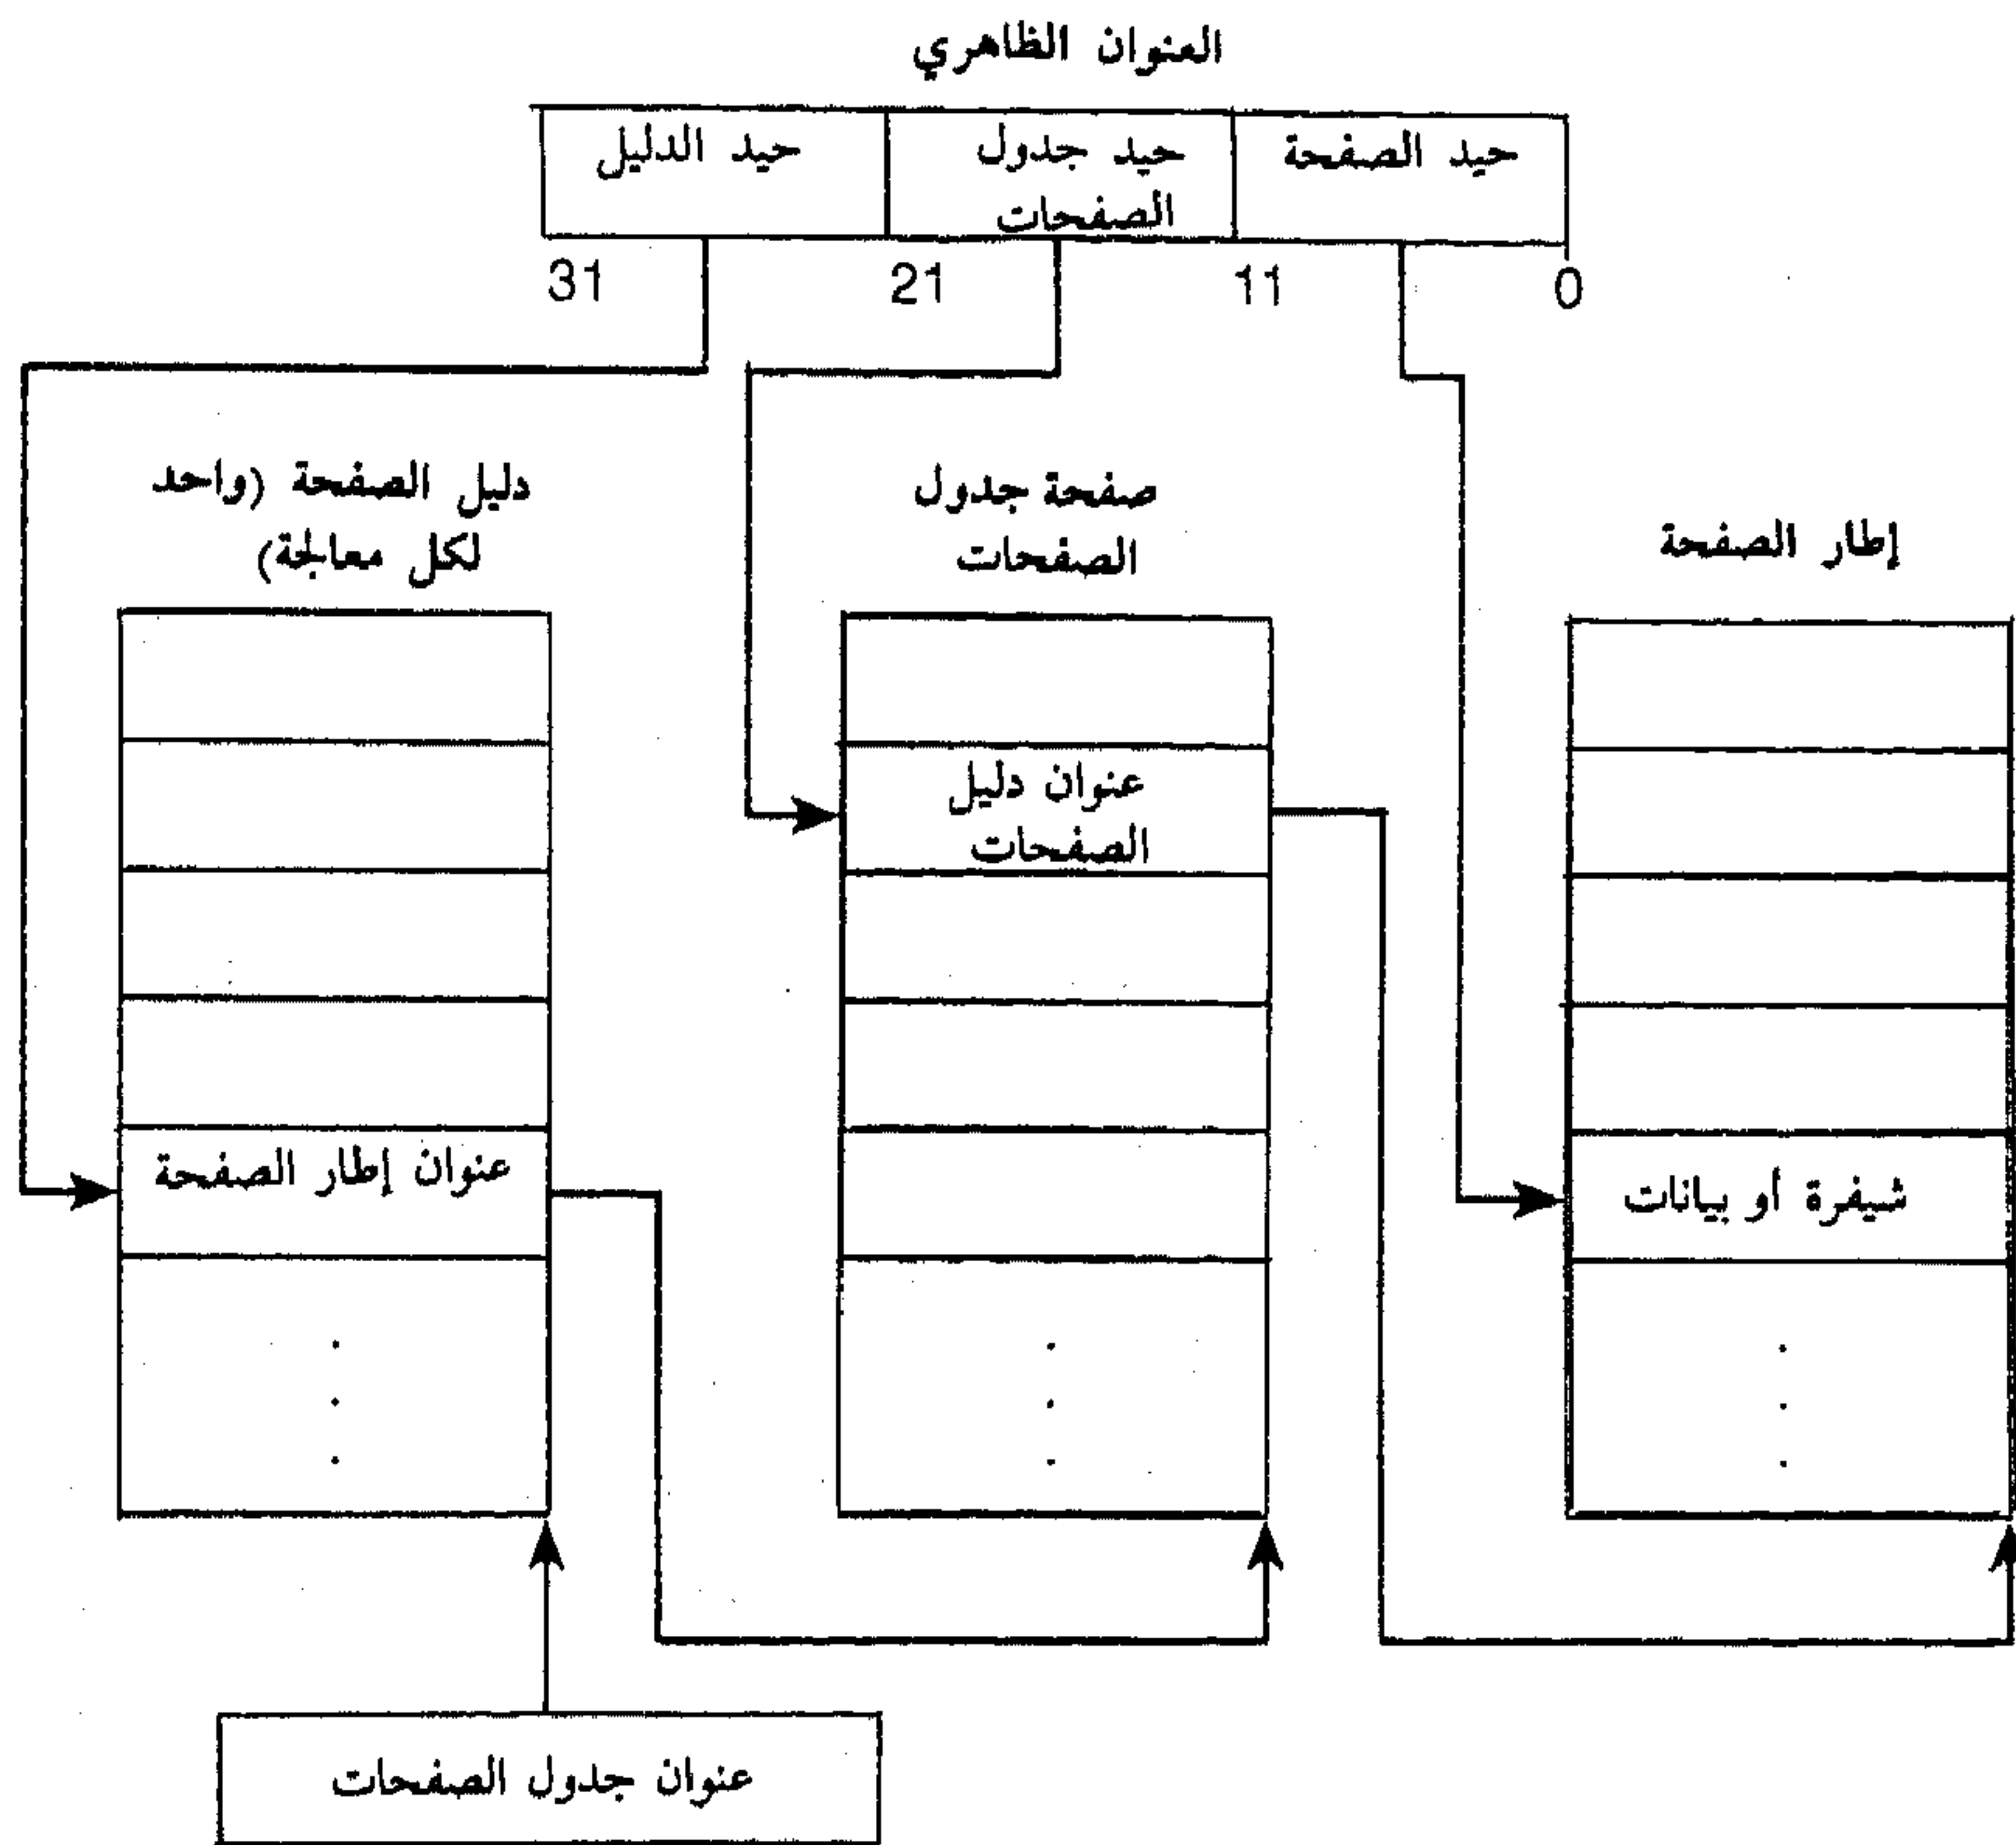 العنوان الظاهري
حيد الصفحة
حيد جدول
الصفحات
حيد الدليل
31
21
11
0
دليل الصفحة (واحد
لكل معالجة)
صفحة جدول
الصفحات
إطار الصفحة
عنوان دليل
الصفحات
عنوان إطار الصفحة
شيفرة أو بيانات
عنوان جدول الصفحات